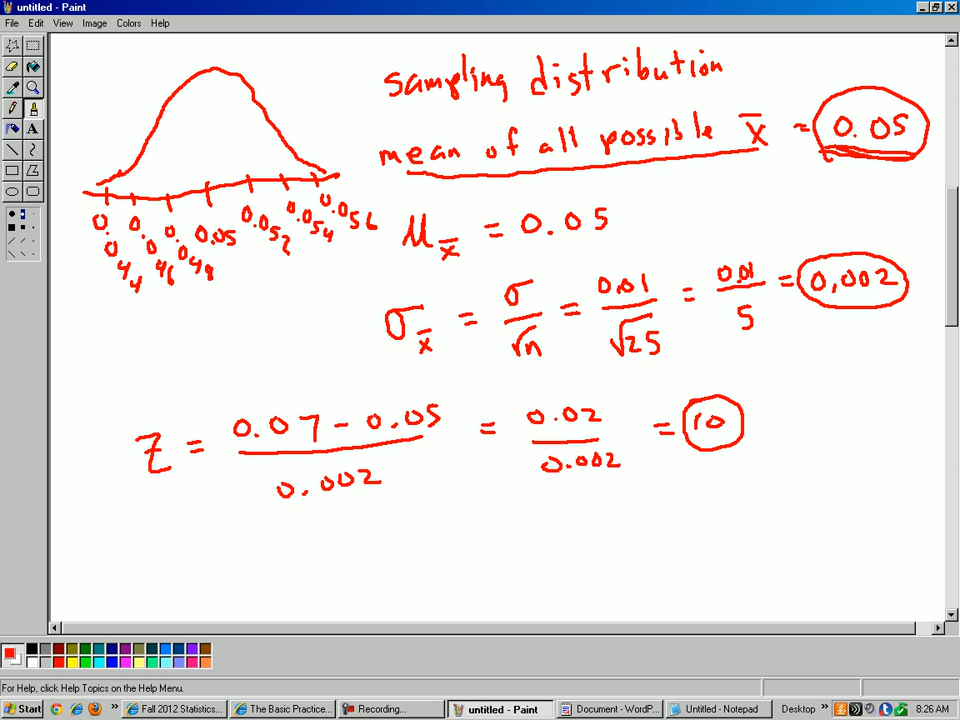 untitled - Paint
File Edit View Image Colors Help
sampling distribution
mean of all possible x̅ = 0.05
0.044 0.046 0.048 0.05 0.052 0.054 0.056
μx̅ = 0.05
σx̅ = σ/√n = 0.01/√25 = 0.01/5 = 0.002
Z = 0.07 - 0.05/0.002 = 0.02/0.002 = 10
For Help, click Help Topics on the Help Menu.
Start Fall 2012 Statistics... The Basic Practice... Recording... untitled - Paint Document - WordP... Untitled - Notepad Desktop » 8:26 AM